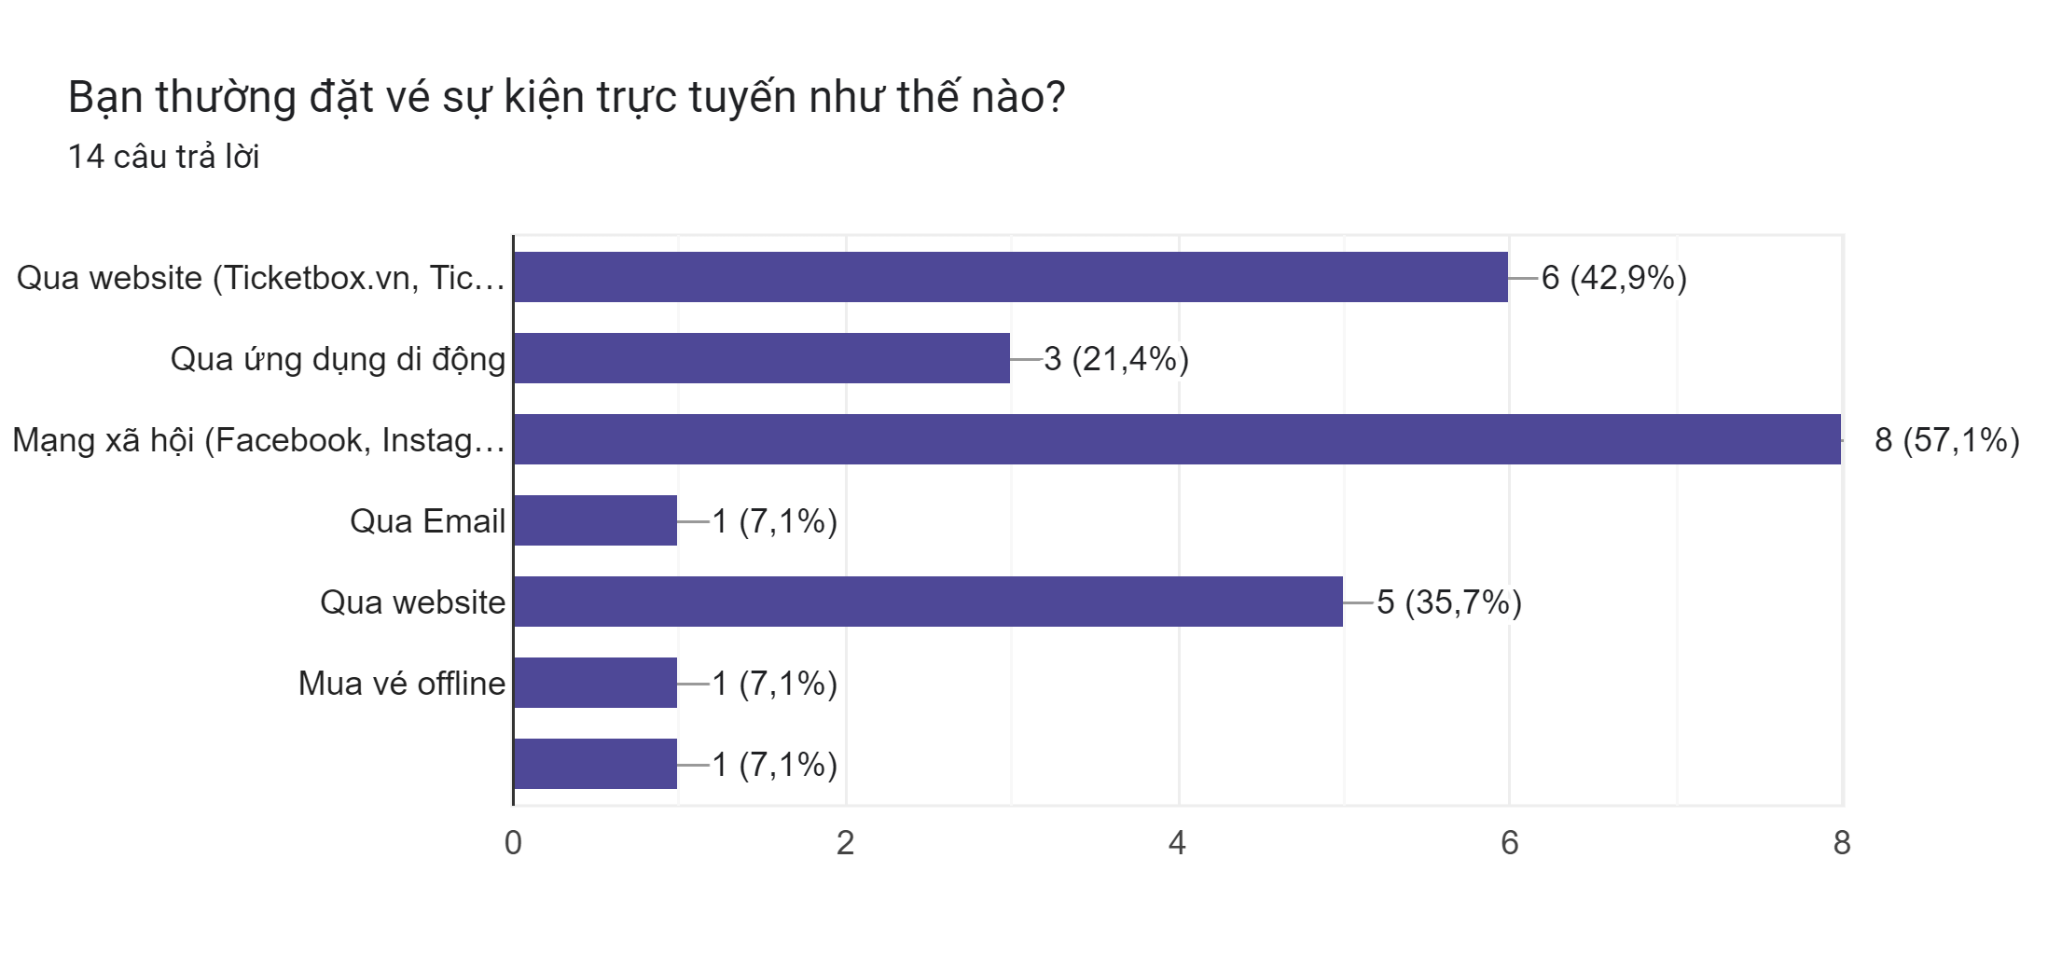 Bạn thường đặt vé sự kiện trực tuyến như thế nào?
14 câu trả lời
Qua website (Ticketbox.vn, Tic… 6 (42,9%)
Qua ứng dụng di động 3 (21,4%)
Mạng xã hội (Facebook, Instag… 8 (57,1%)
Qua Email 1 (7,1%)
Qua website 5 (35,7%)
Mua vé offline 1 (7,1%)
1 (7,1%)
0 2 4 6 8